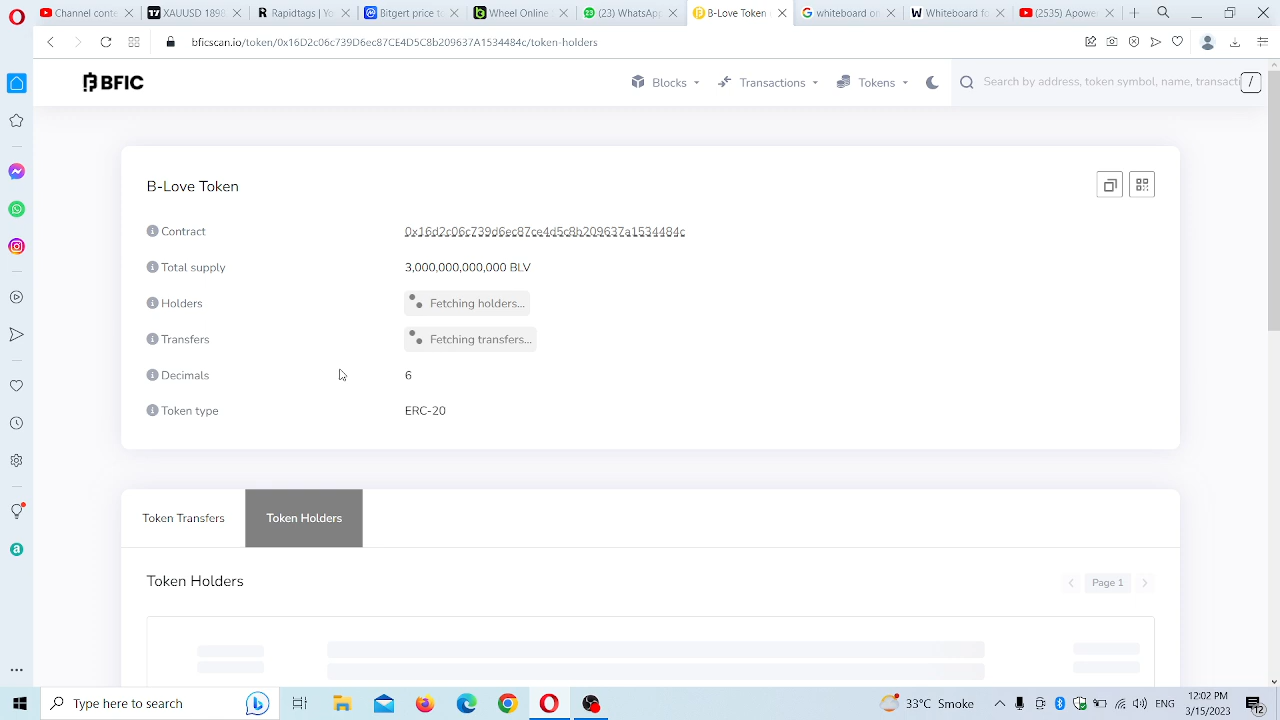 Channel conte
XAUUSD 1899
Rapidtags | Yo
Bitgert price t
Wheel Online
(23) WhatsApp
B-Love Token
whiteboard or
Whiteboard fo
(2535) Powerf
bficscan.io/token/0x16D2c06c739D6ec87CE4D5C8b209637A1534484c/token-holders
BFIC
Blocks
Transactions
Tokens
Search by address, token symbol, name, transact
/
B-Love Token
Contract
0x16d2c06c739d6ec87ce4d5c8b209637a1534484c
Total supply
3,000,000,000,000 BLV
Holders
Fetching holders...
Transfers
Fetching transfers...
Decimals
6
Token type
ERC-20
Token Transfers
Token Holders
Token Holders
Page 1
Type here to search
33°C Smoke
ENG
12:02 PM
3/15/2023
12